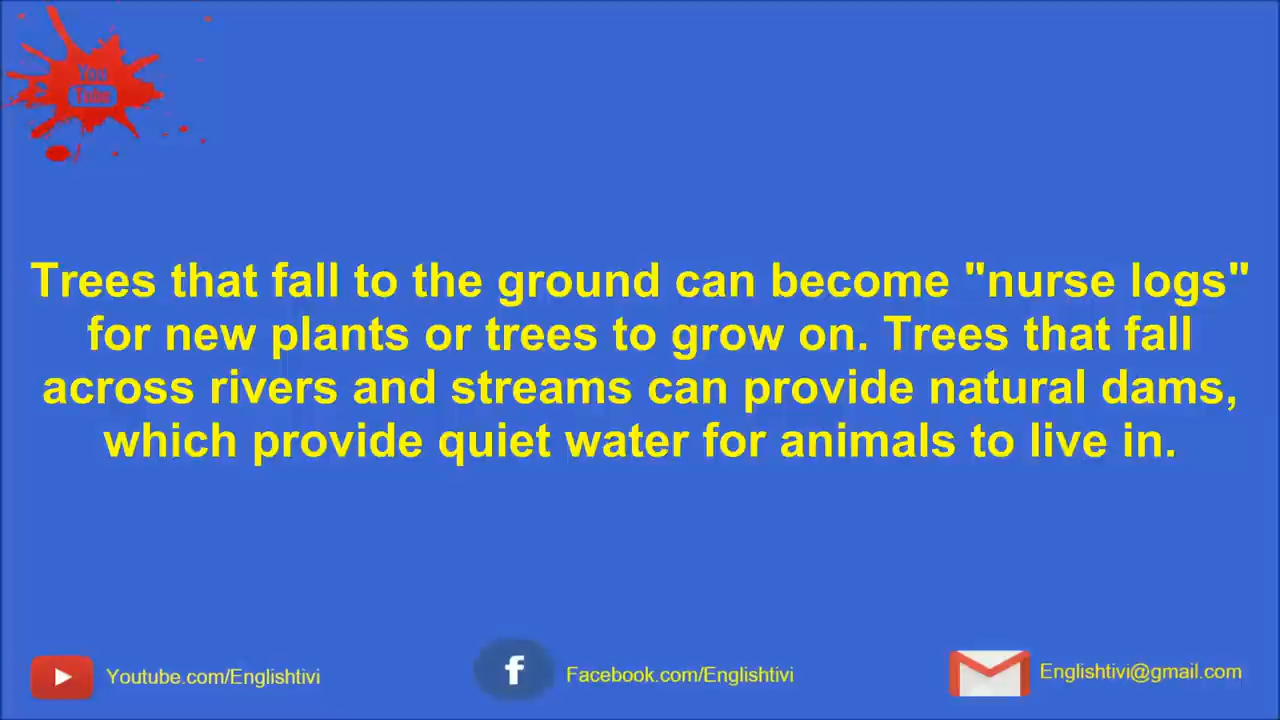 You
Tube
Trees that fall to the ground can become "nurse logs"
for new plants or trees to grow on. Trees that fall
across rivers and streams can provide natural dams,
which provide quiet water for animals to live in.
Youtube.com/Englishtivi
f Facebook.com/Englishtivi
Englishtivi@gmail.com